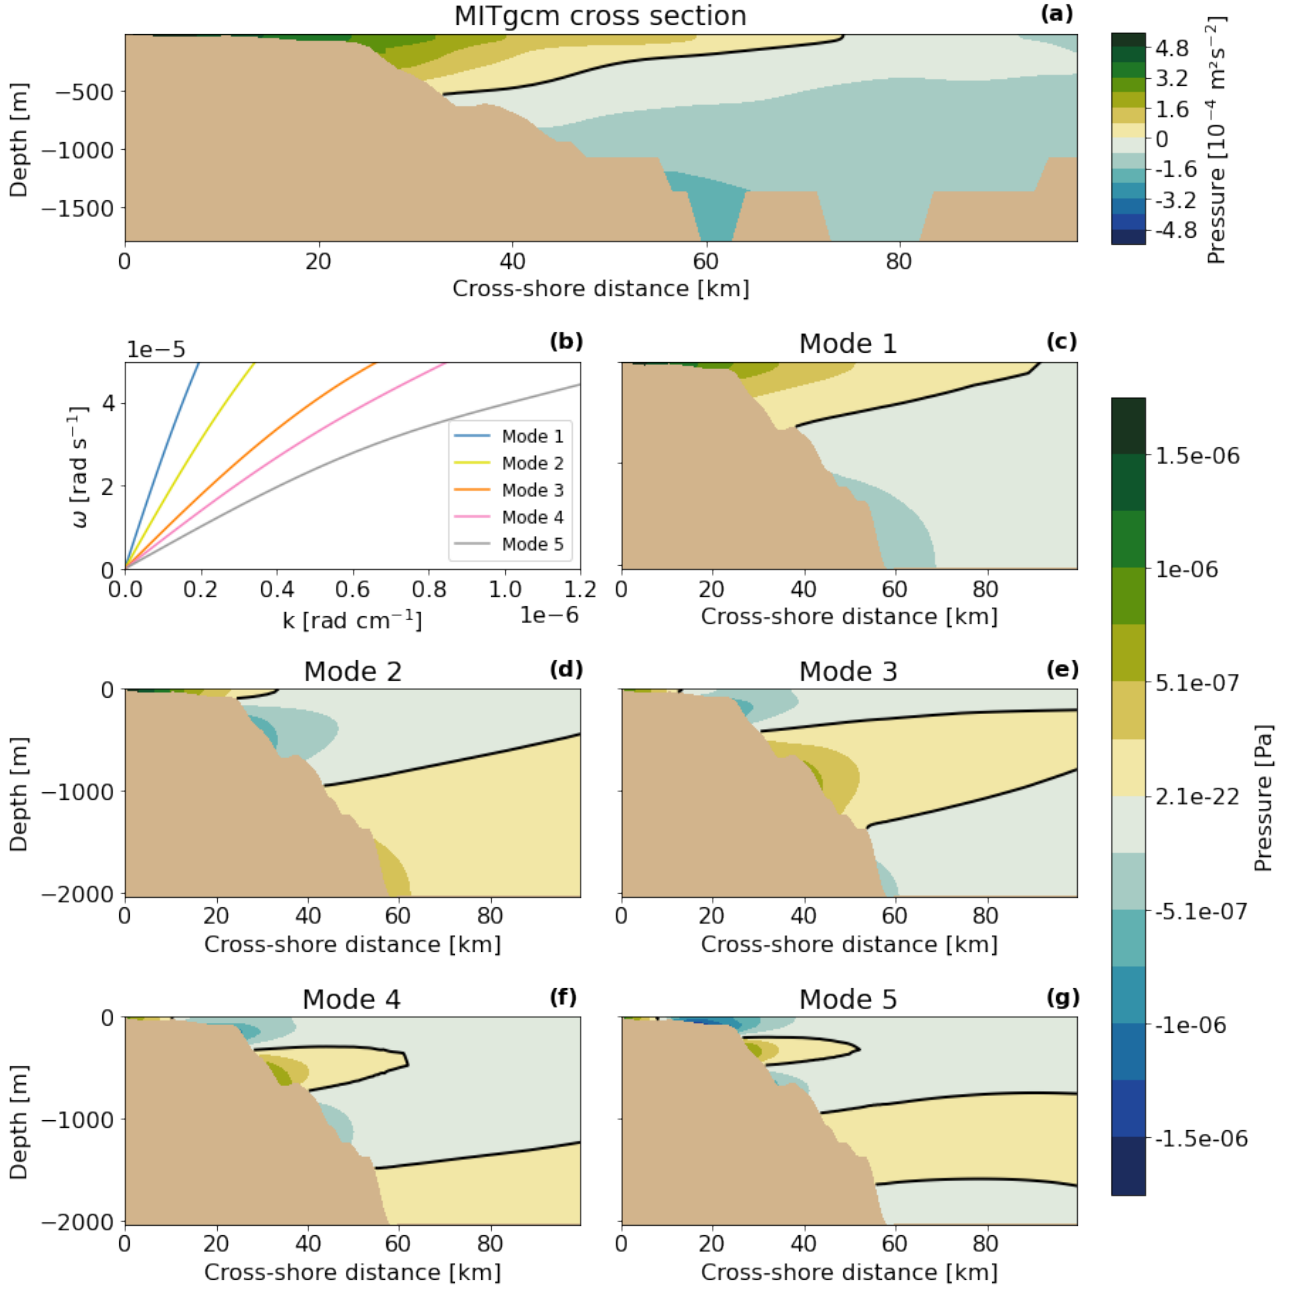 MITgcm cross section
(a)
Depth [m]
−500
−1000
−1500
0 20 40 60 80
Cross-shore distance [km]
4.8
3.2
1.6
0
-1.6
-3.2
-4.8
Pressure [10⁻⁴ m²s⁻²]
1e−5
(b)
ω [rad s⁻¹]
4
2
0
0.0 0.2 0.4 0.6 0.8 1.0 1.2
1e−6
k [rad cm⁻¹]
Mode 1
Mode 2
Mode 3
Mode 4
Mode 5
Mode 1
(c)
0 20 40 60 80
Cross-shore distance [km]
Mode 2
(d)
Depth [m]
0
−1000
−2000
0 20 40 60 80
Cross-shore distance [km]
Mode 3
(e)
0 20 40 60 80
Cross-shore distance [km]
Mode 4
(f)
Depth [m]
0
−1000
−2000
0 20 40 60 80
Cross-shore distance [km]
Mode 5
(g)
0 20 40 60 80
Cross-shore distance [km]
1.5e-06
1e-06
5.1e-07
2.1e-22
-5.1e-07
-1e-06
-1.5e-06
Pressure [Pa]